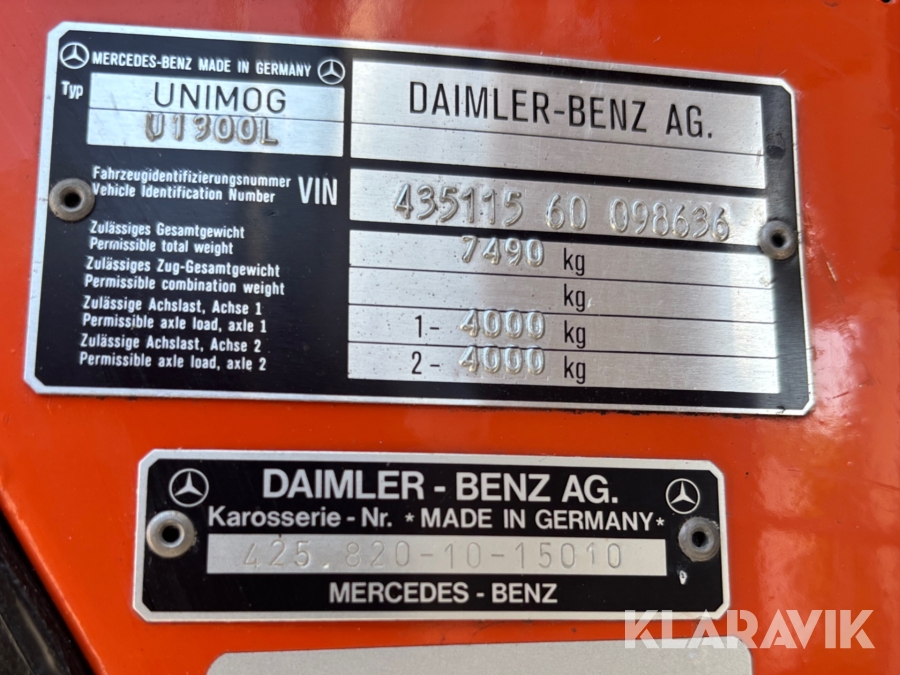 MERCEDES-BENZ MADE IN GERMANY
Typ UNIMOG
U1300L
DAIMLER-BENZ AG.
Fahrzeugidentifizierungsnummer
Vehicle Identification Number VIN 435115 60 098636
Zulässiges Gesamtgewicht
Permissible total weight 7490 kg
Zulässiges Zug-Gesamtgewicht
Permissible combination weight kg
Zulässige Achslast, Achse 1
Permissible axle load, axle 1 1- 4000 kg
Zulässige Achslast, Achse 2
Permissible axle load, axle 2 2- 4000 kg
DAIMLER - BENZ AG.
Karosserie - Nr. * MADE IN GERMANY *
425.820-10-15010
MERCEDES - BENZ
KLARAVIK